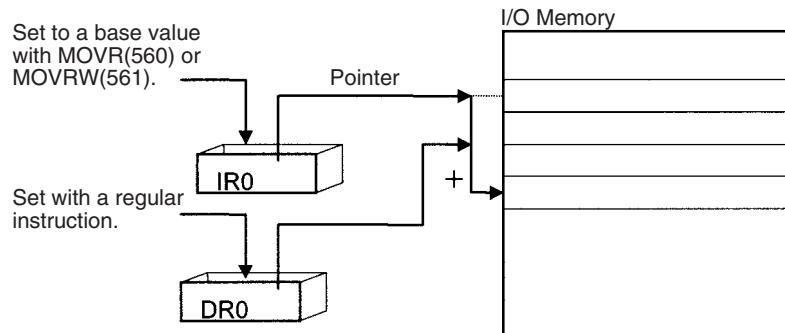 I/O Memory
Set to a base value
with MOVR(560) or
MOVRW(561).
Pointer
IR0
+
Set with a regular
instruction.
DR0